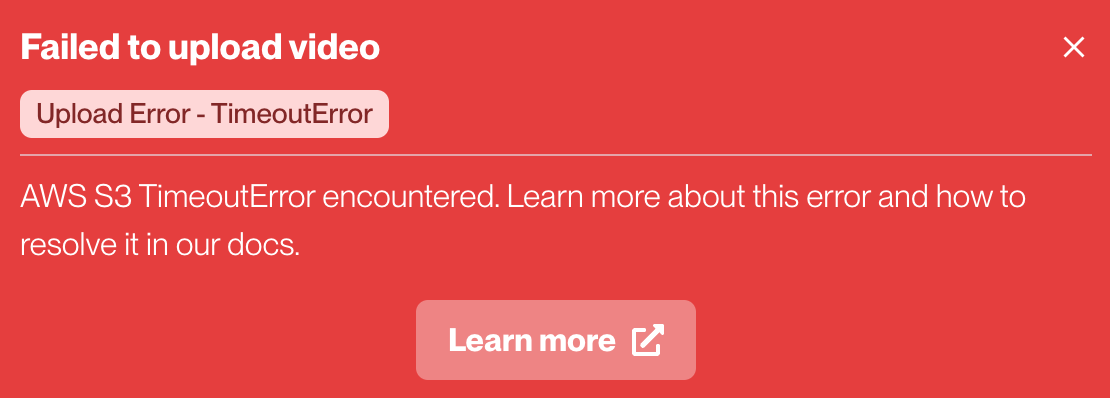 Failed to upload video
Upload Error - TimeoutError
AWS S3 TimeoutError encountered. Learn more about this error and how to
resolve it in our docs.
Learn more